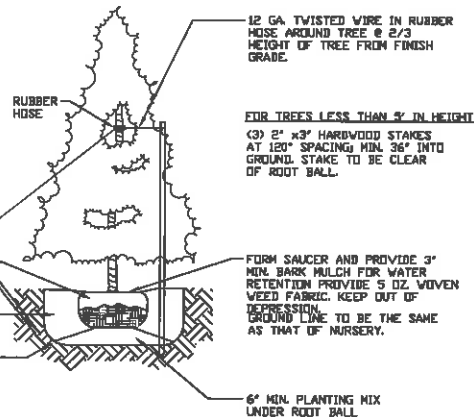 12 GA. TWISTED WIRE IN RUBBER
HOSE AROUND TREE @ 2/3
HEIGHT OF TREE FROM FINISH
GRADE.
RUBBER
HOSE
FOR TREES LESS THAN 5' IN HEIGHT
(3) 2" x3" HARDWOOD STAKES
AT 120° SPACING; MIN. 36" INTO
GROUND. STAKE TO BE CLEAR
OF ROOT BALL.
FORM SAUCER AND PROVIDE 3"
MIN. BARK MULCH FOR WATER
RETENTION PROVIDE 5 OZ. WOVEN
WEED FABRIC. KEEP OUT OF
DEPRESSION.
GROUND LINE TO BE THE SAME
AS THAT OF NURSERY.
6" MIN. PLANTING MIX
UNDER ROOT BALL